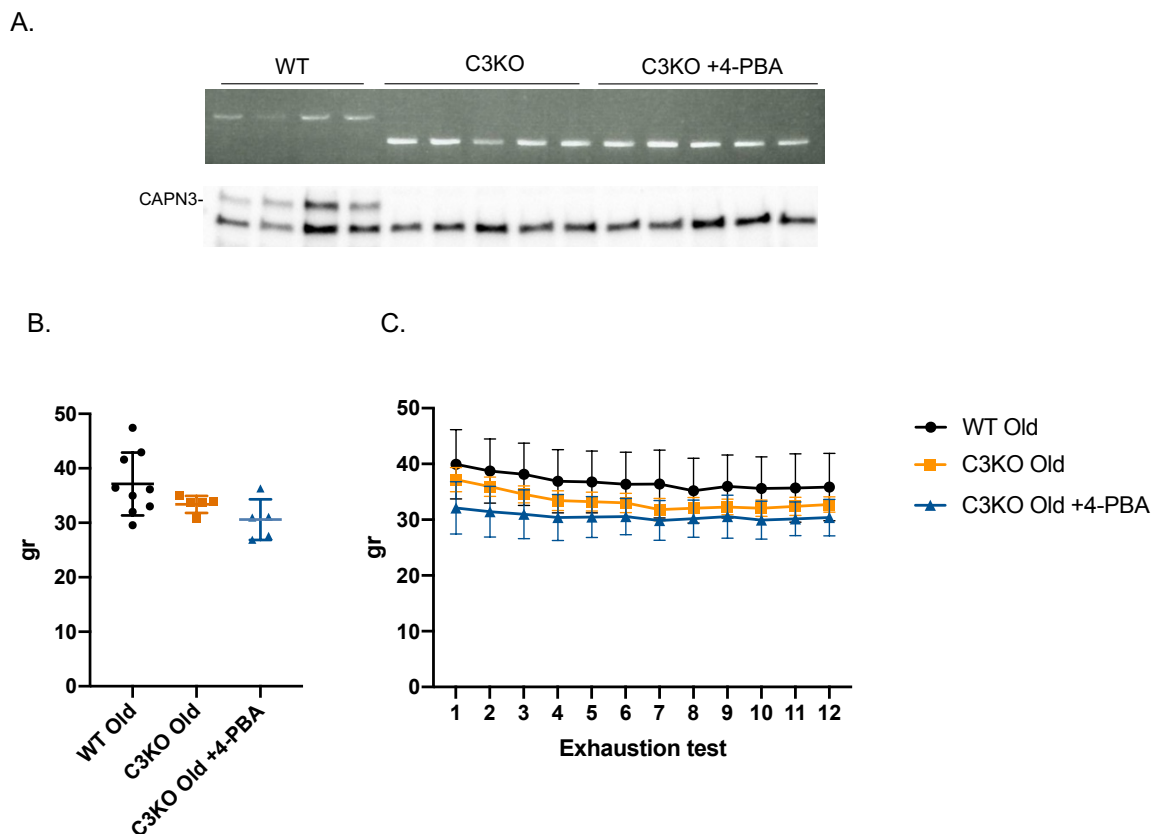 A.
WT
C3KO
C3KO +4-PBA
CAPN3-
B.
C.
50
40
30
20
10
0
gr
WT Old
C3KO Old
C3KO Old +4-PBA
50
40
30
20
10
0
gr
1 2 3 4 5 6 7 8 9 10 11 12
Exhaustion test
WT Old
C3KO Old
C3KO Old +4-PBA